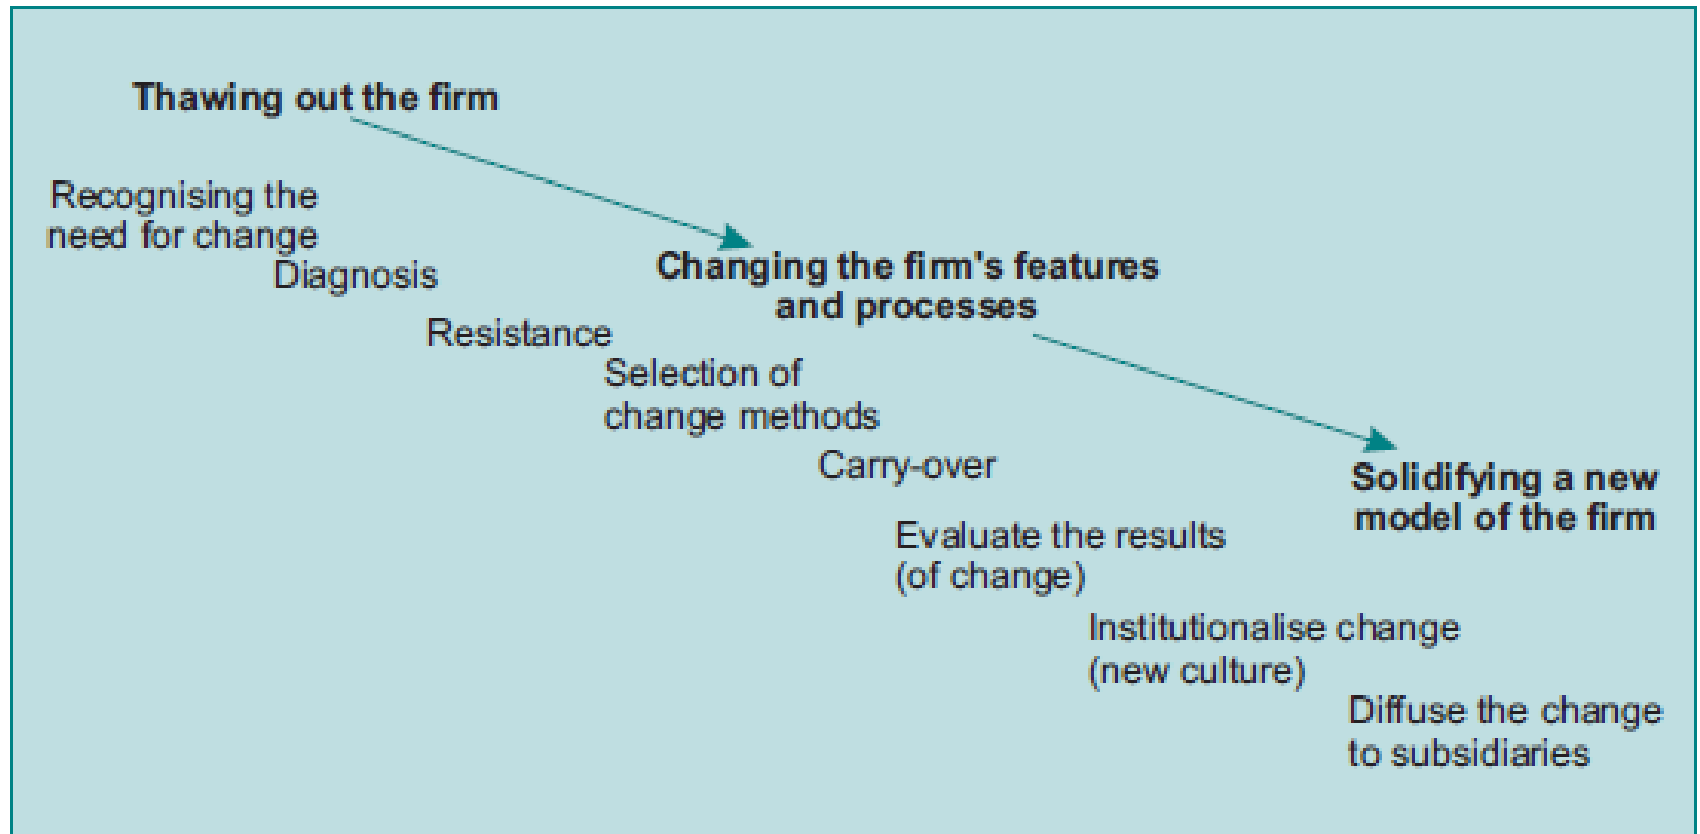 Thawing out the firm
Recognising the
need for change
Diagnosis
Changing the firm's features
and processes
Resistance
Selection of
change methods
Carry-over
Solidifying a new
model of the firm
Evaluate the results
(of change)
Institutionalise change
(new culture)
Diffuse the change
to subsidiaries